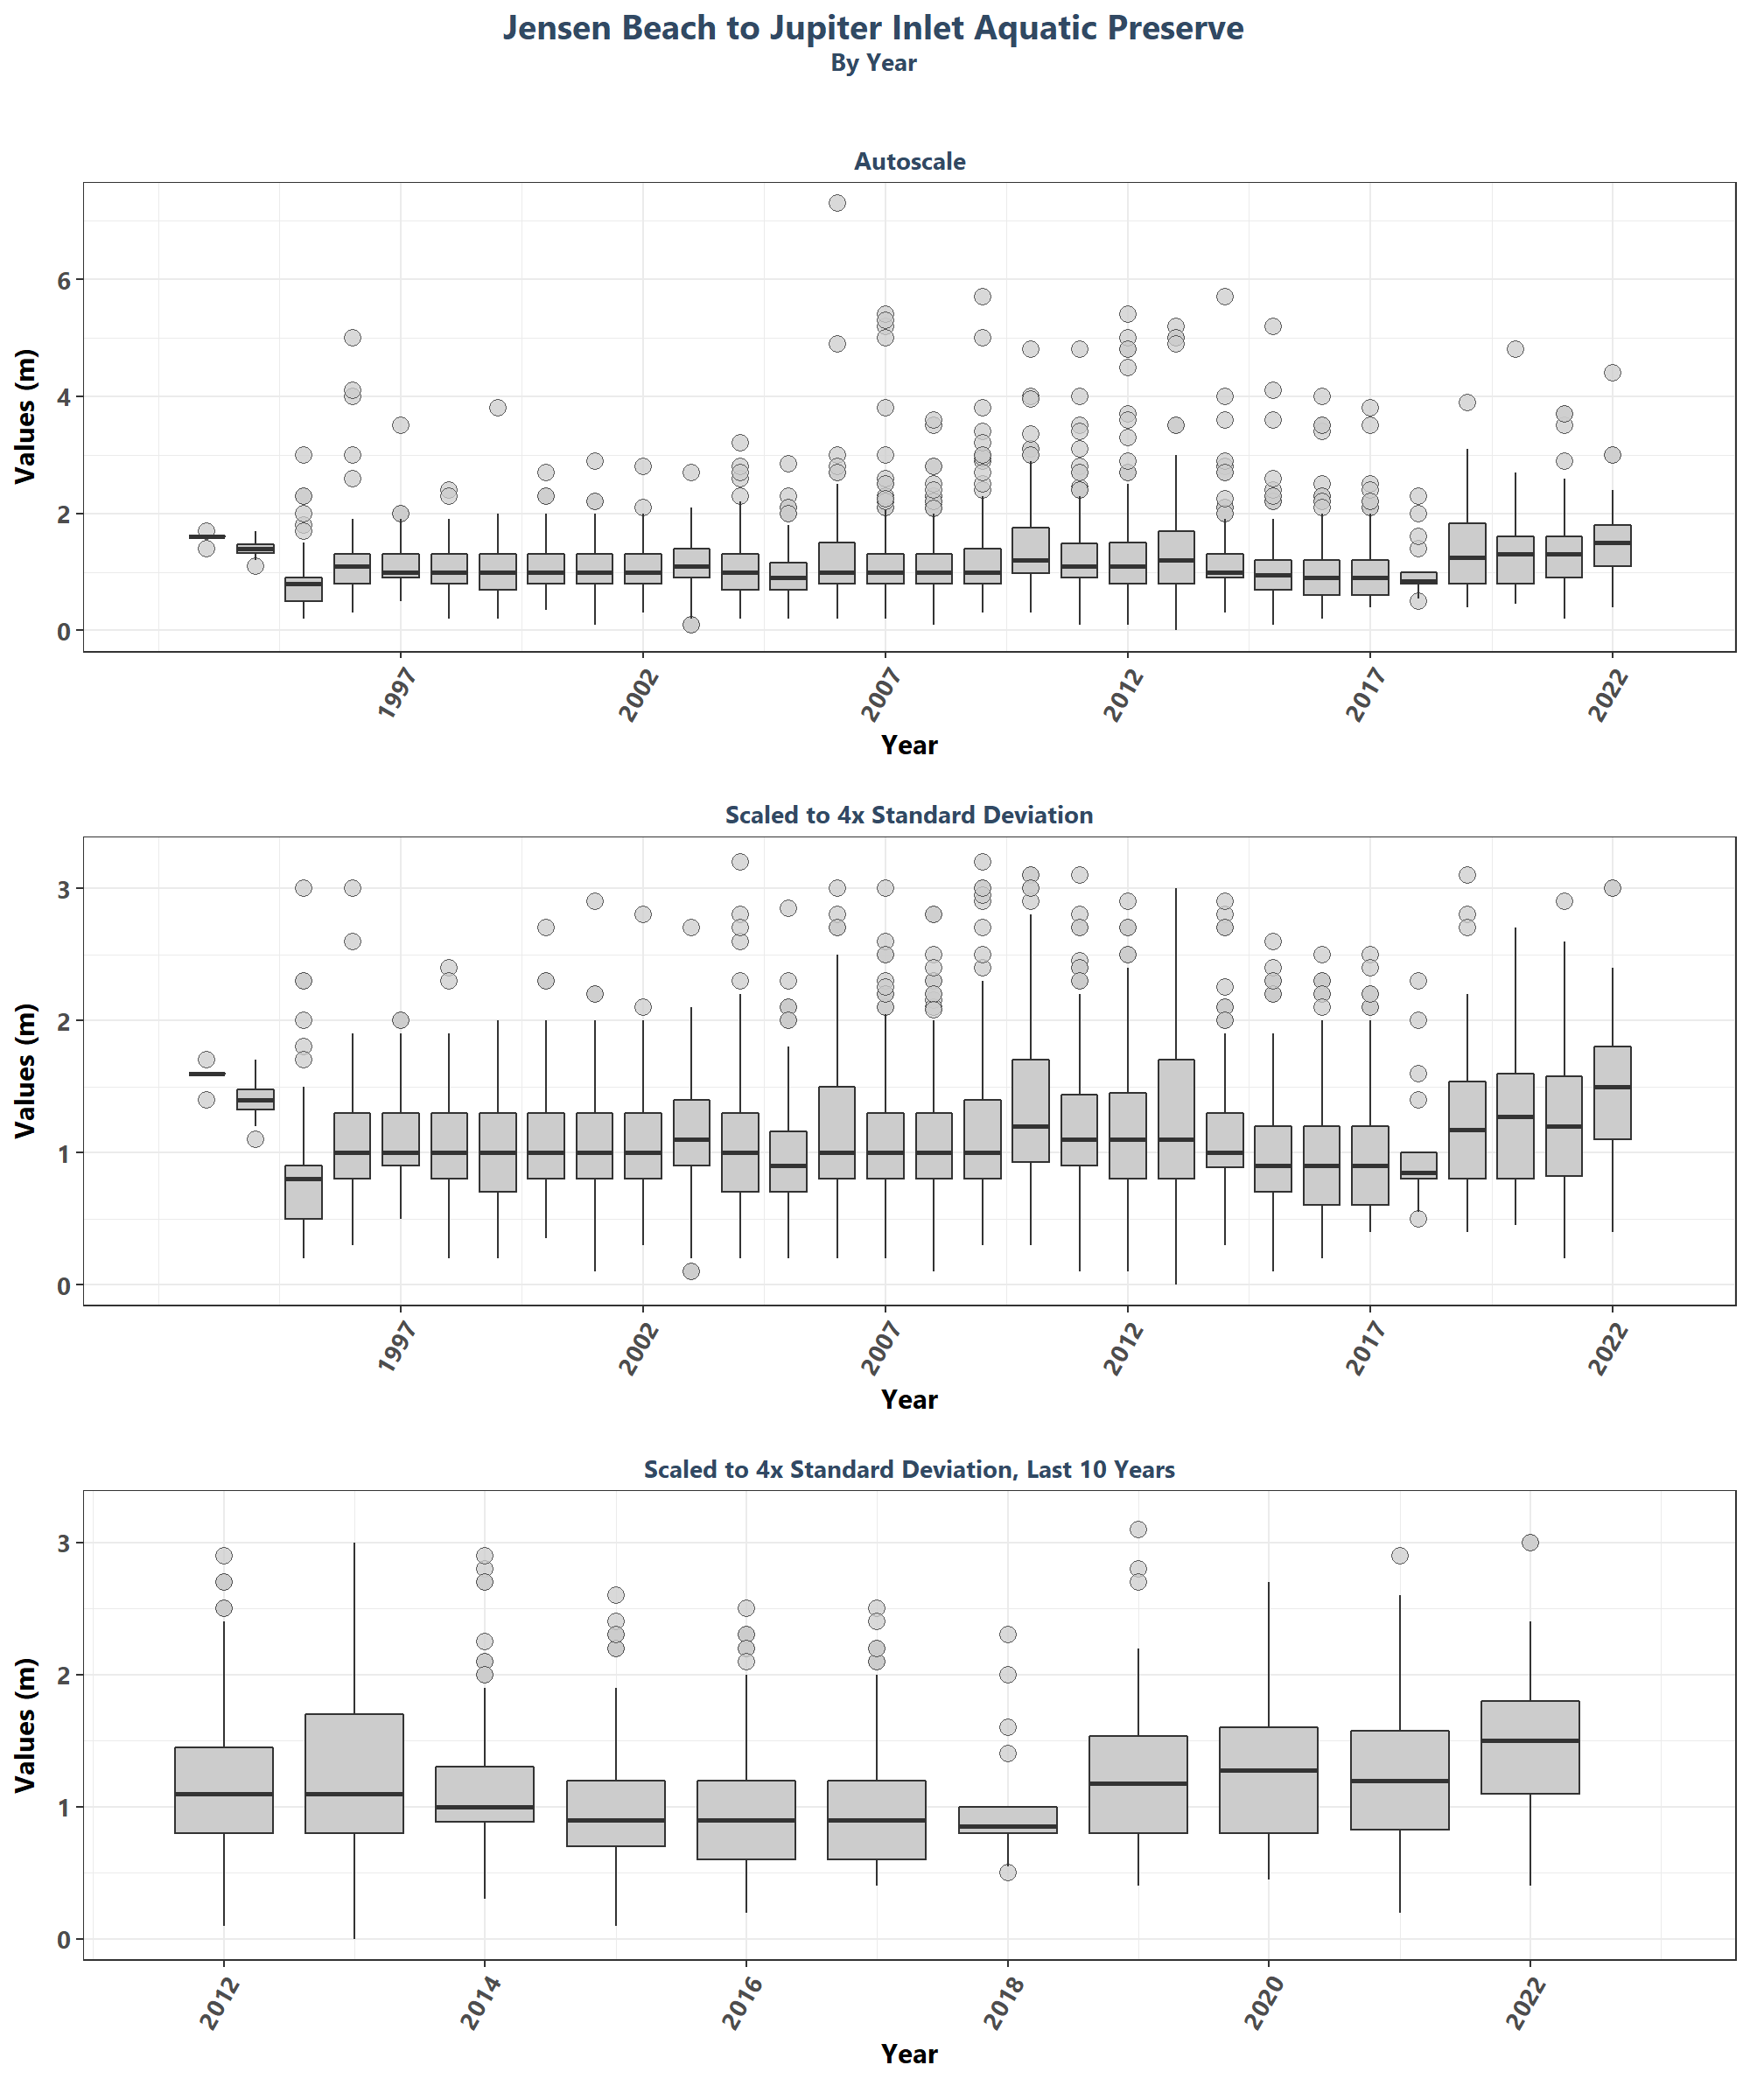 Jensen Beach to Jupiter Inlet Aquatic Preserve
By Year
Autoscale
Values (m)
6
4
2
0
1997
2002
2007
2012
2017
2022
Year
Scaled to 4x Standard Deviation
Values (m)
3
2
1
0
1997
2002
2007
2012
2017
2022
Year
Scaled to 4x Standard Deviation, Last 10 Years
Values (m)
3
2
1
0
2012
2014
2016
2018
2020
2022
Year